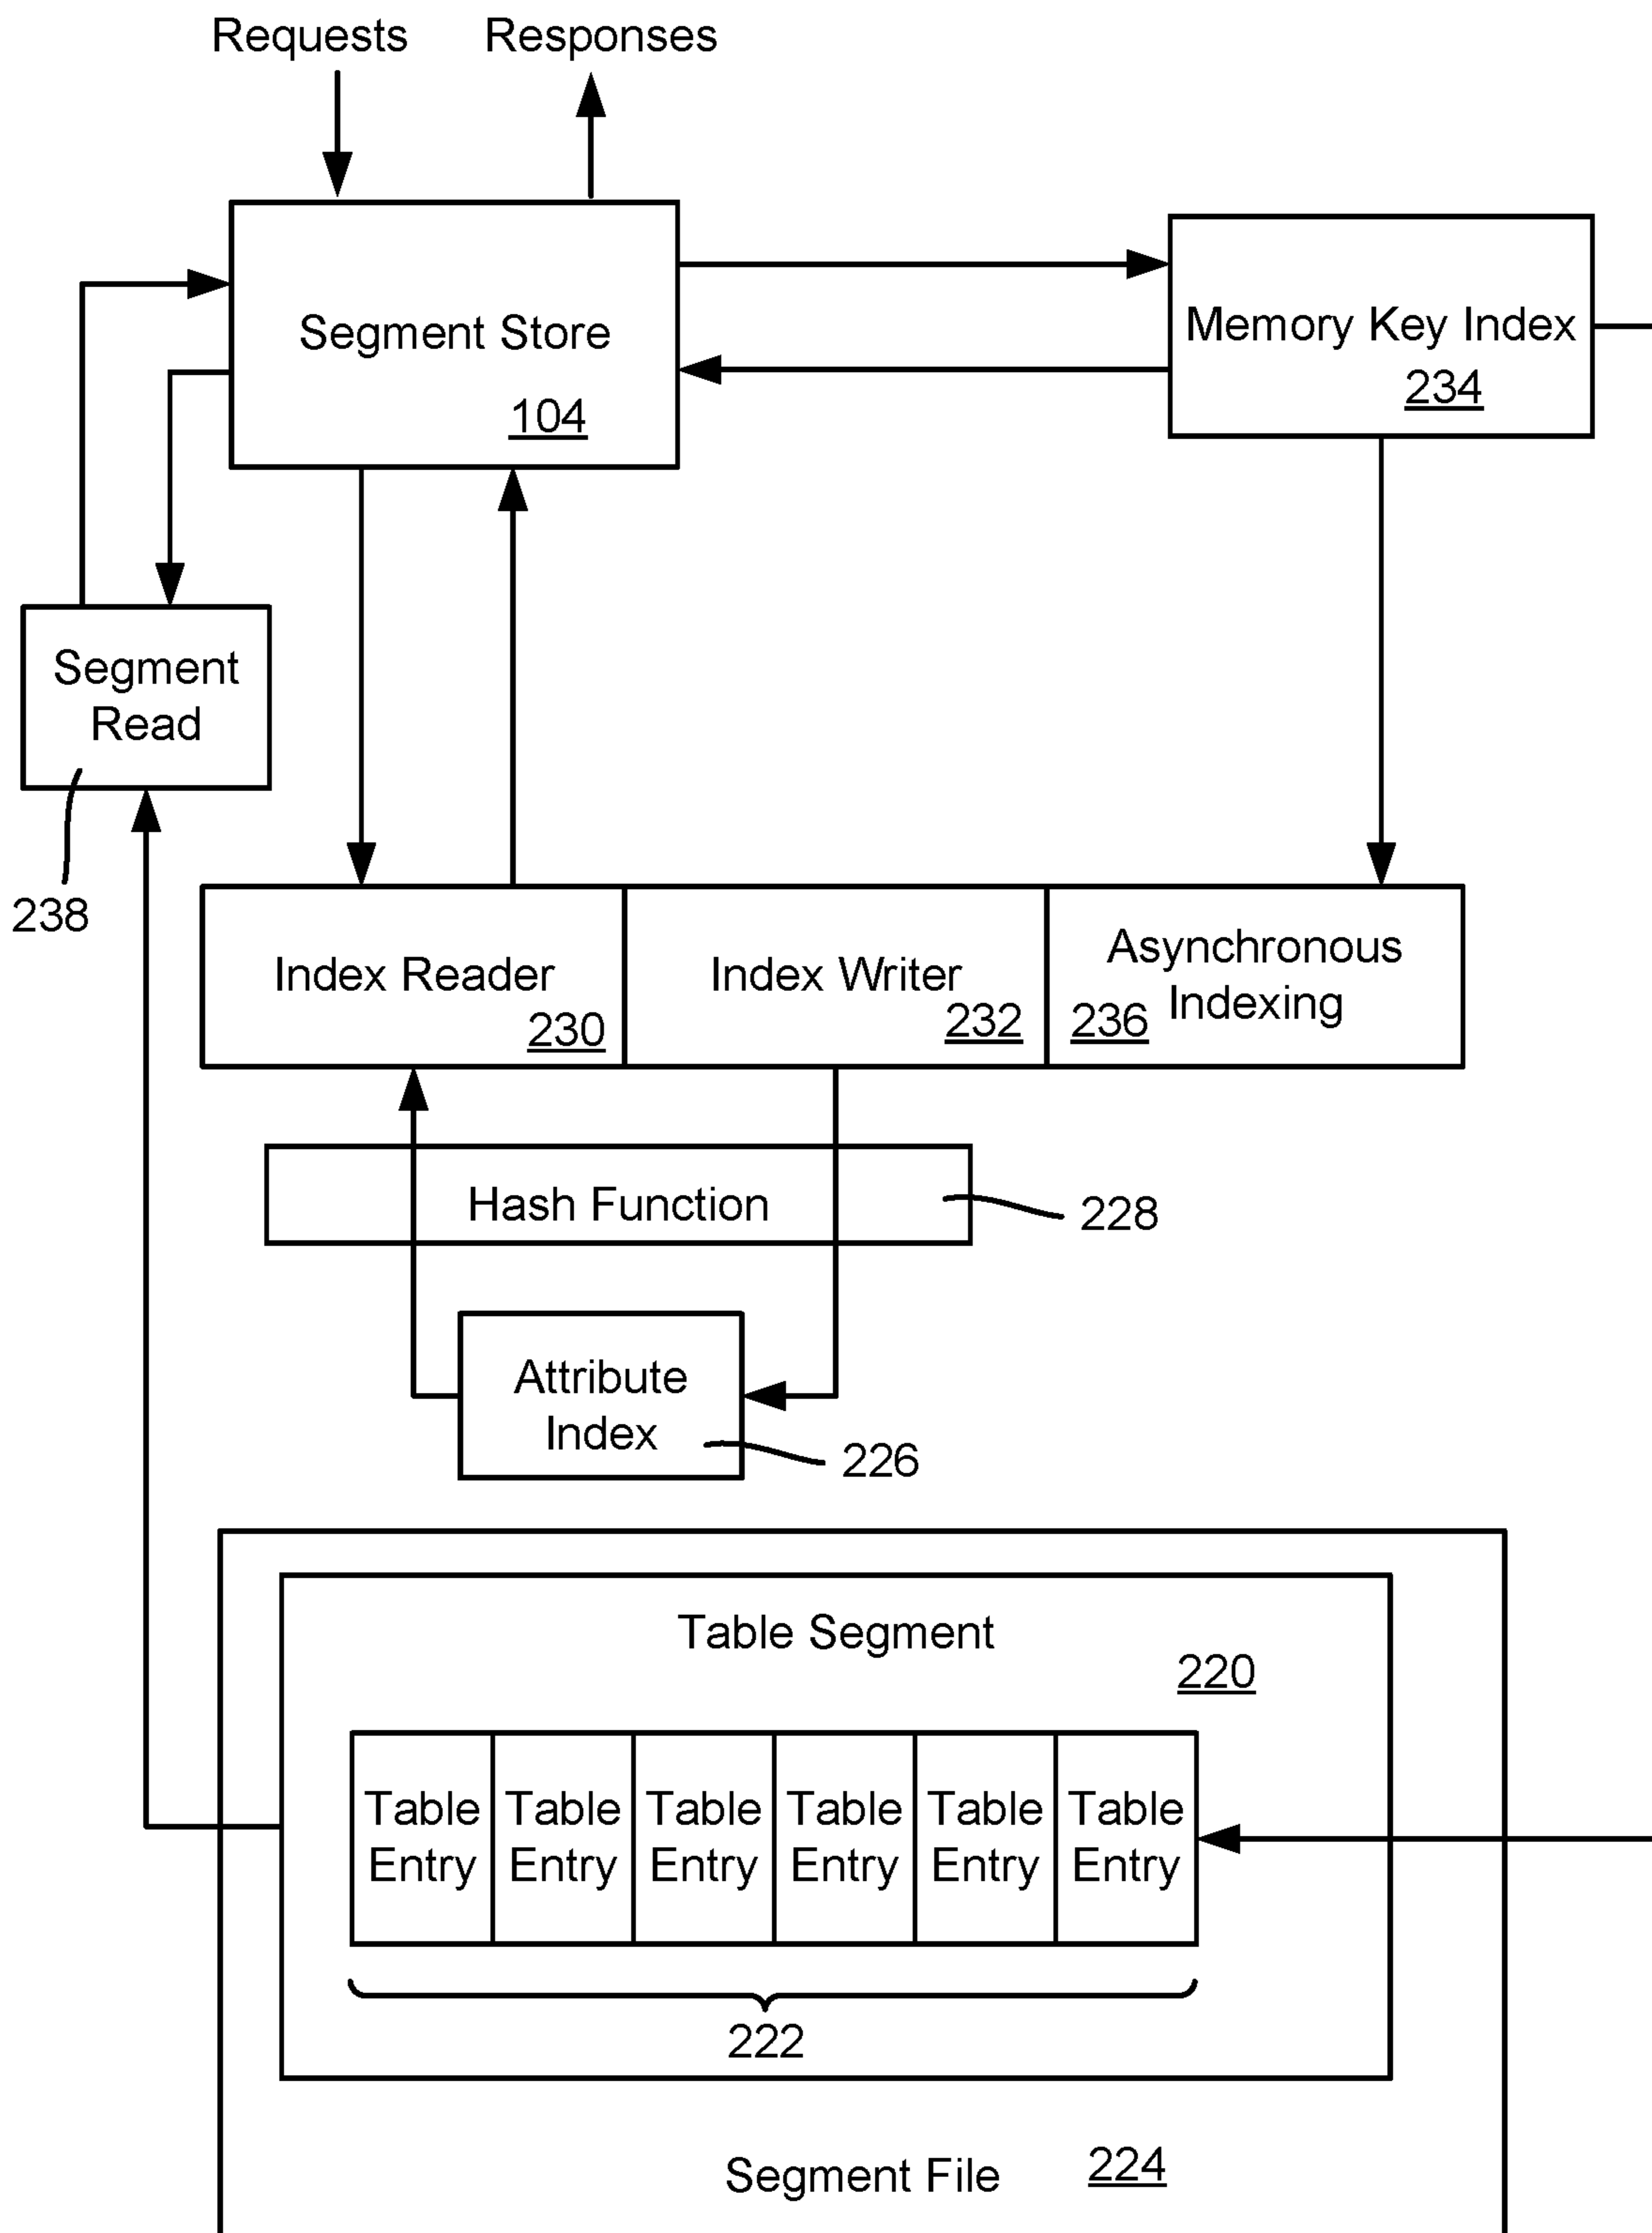 Requests
Responses
Segment Store
104
Memory Key Index
234
Segment
Read
238
Index Reader
230
Index Writer
232
Asynchronous
Indexing
236
Hash Function
228
Attribute
Index
226
Table Segment
220
Table Table Table Table Table Table
Entry Entry Entry Entry Entry Entry
222
Segment File
224